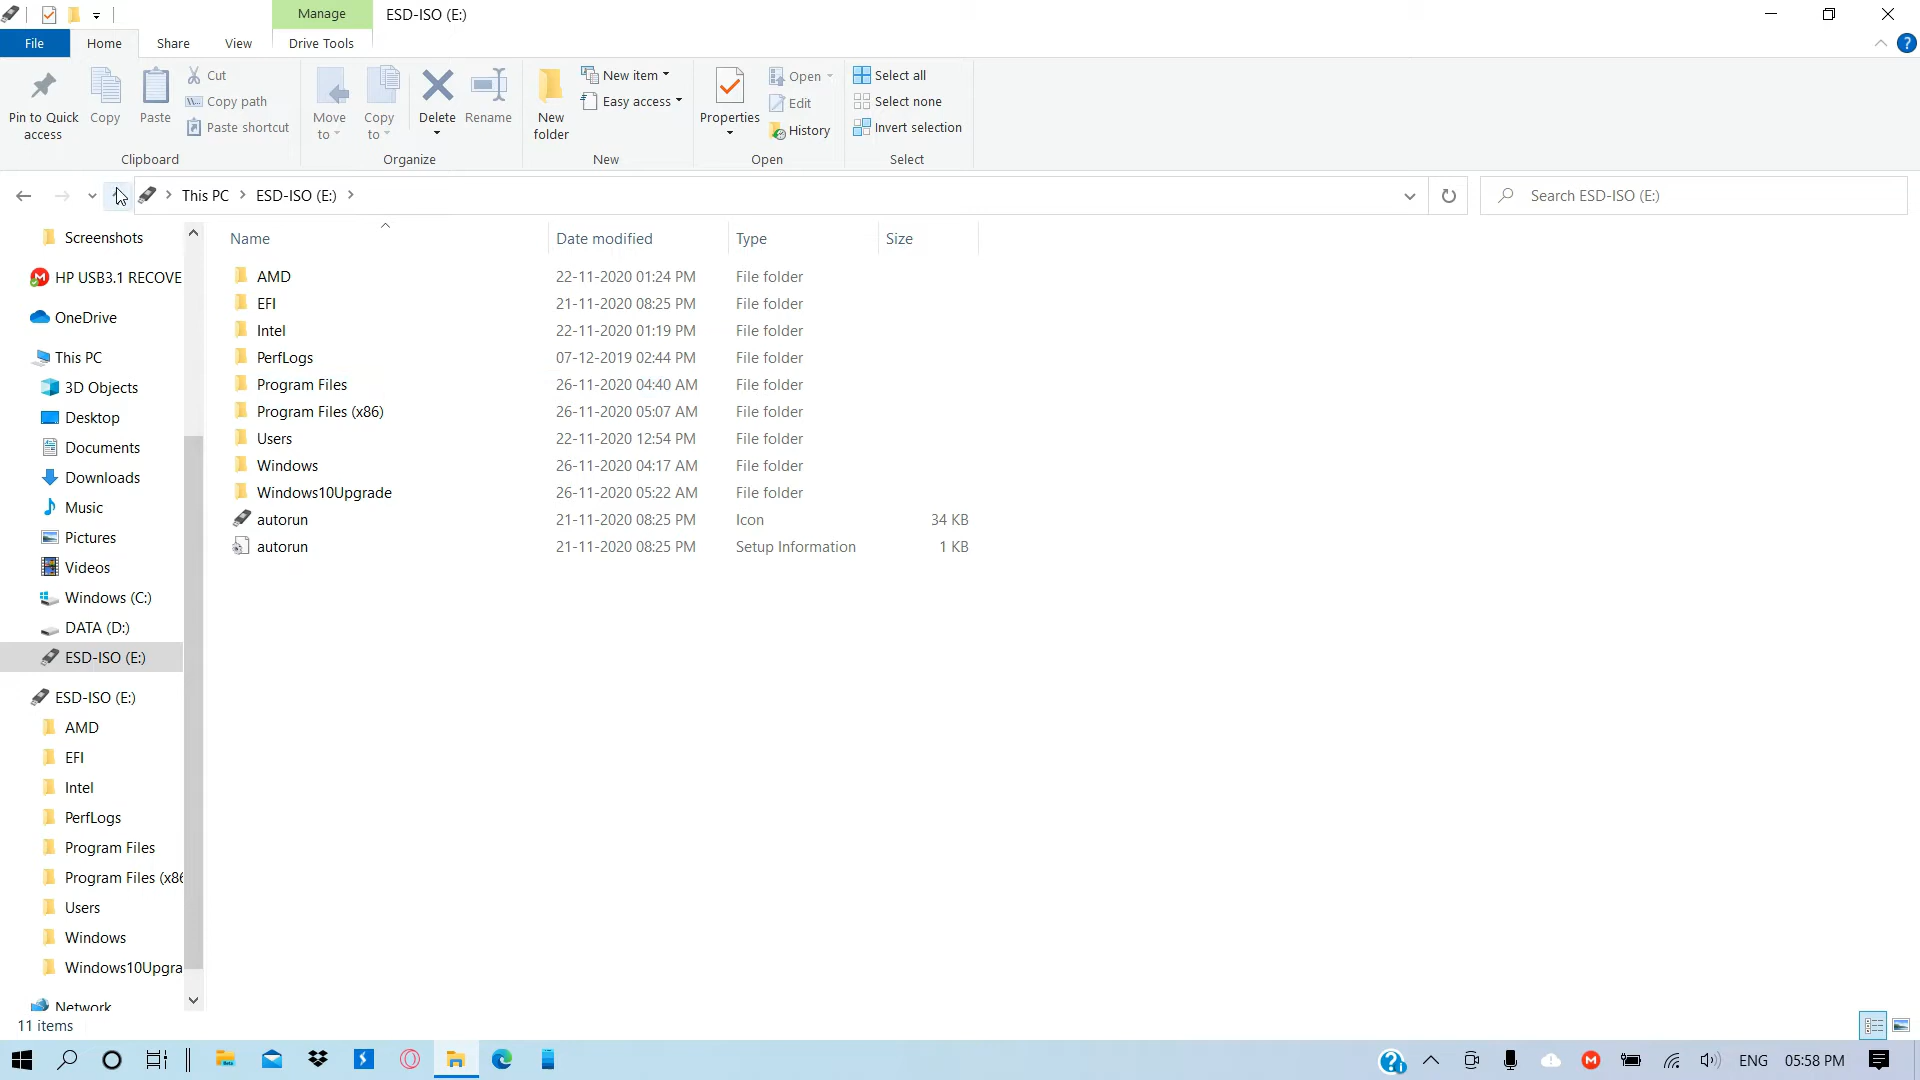 Manage
ESD-ISO (E:)
File
Home
Share
View
Drive Tools
Pin to Quick access
Copy
Paste
Cut
Copy path
Paste shortcut
Clipboard
Move to
Copy to
Delete
Rename
Organize
New folder
New item
Easy access
New
Properties
Open
Edit
History
Open
Select all
Select none
Invert selection
Select
This PC
ESD-ISO (E:)
Search ESD-ISO (E:)
Name
Date modified
Type
Size
AMD 22-11-2020 01:24 PM File folder
EFI 21-11-2020 08:25 PM File folder
Intel 22-11-2020 01:19 PM File folder
PerfLogs 07-12-2019 02:44 PM File folder
Program Files 26-11-2020 04:40 AM File folder
Program Files (x86) 26-11-2020 05:07 AM File folder
Users 22-11-2020 12:54 PM File folder
Windows 26-11-2020 04:17 AM File folder
Windows10Upgrade 26-11-2020 05:22 AM File folder
autorun 21-11-2020 08:25 PM Icon 34 KB
autorun 21-11-2020 08:25 PM Setup Information 1 KB
Screenshots
HP USB3.1 RECOVE
OneDrive
This PC
3D Objects
Desktop
Documents
Downloads
Music
Pictures
Videos
Windows (C:)
DATA (D:)
ESD-ISO (E:)
ESD-ISO (E:)
AMD
EFI
Intel
PerfLogs
Program Files
Program Files (x86
Users
Windows
Windows10Upgra
Network
11 items
ENG
05:58 PM